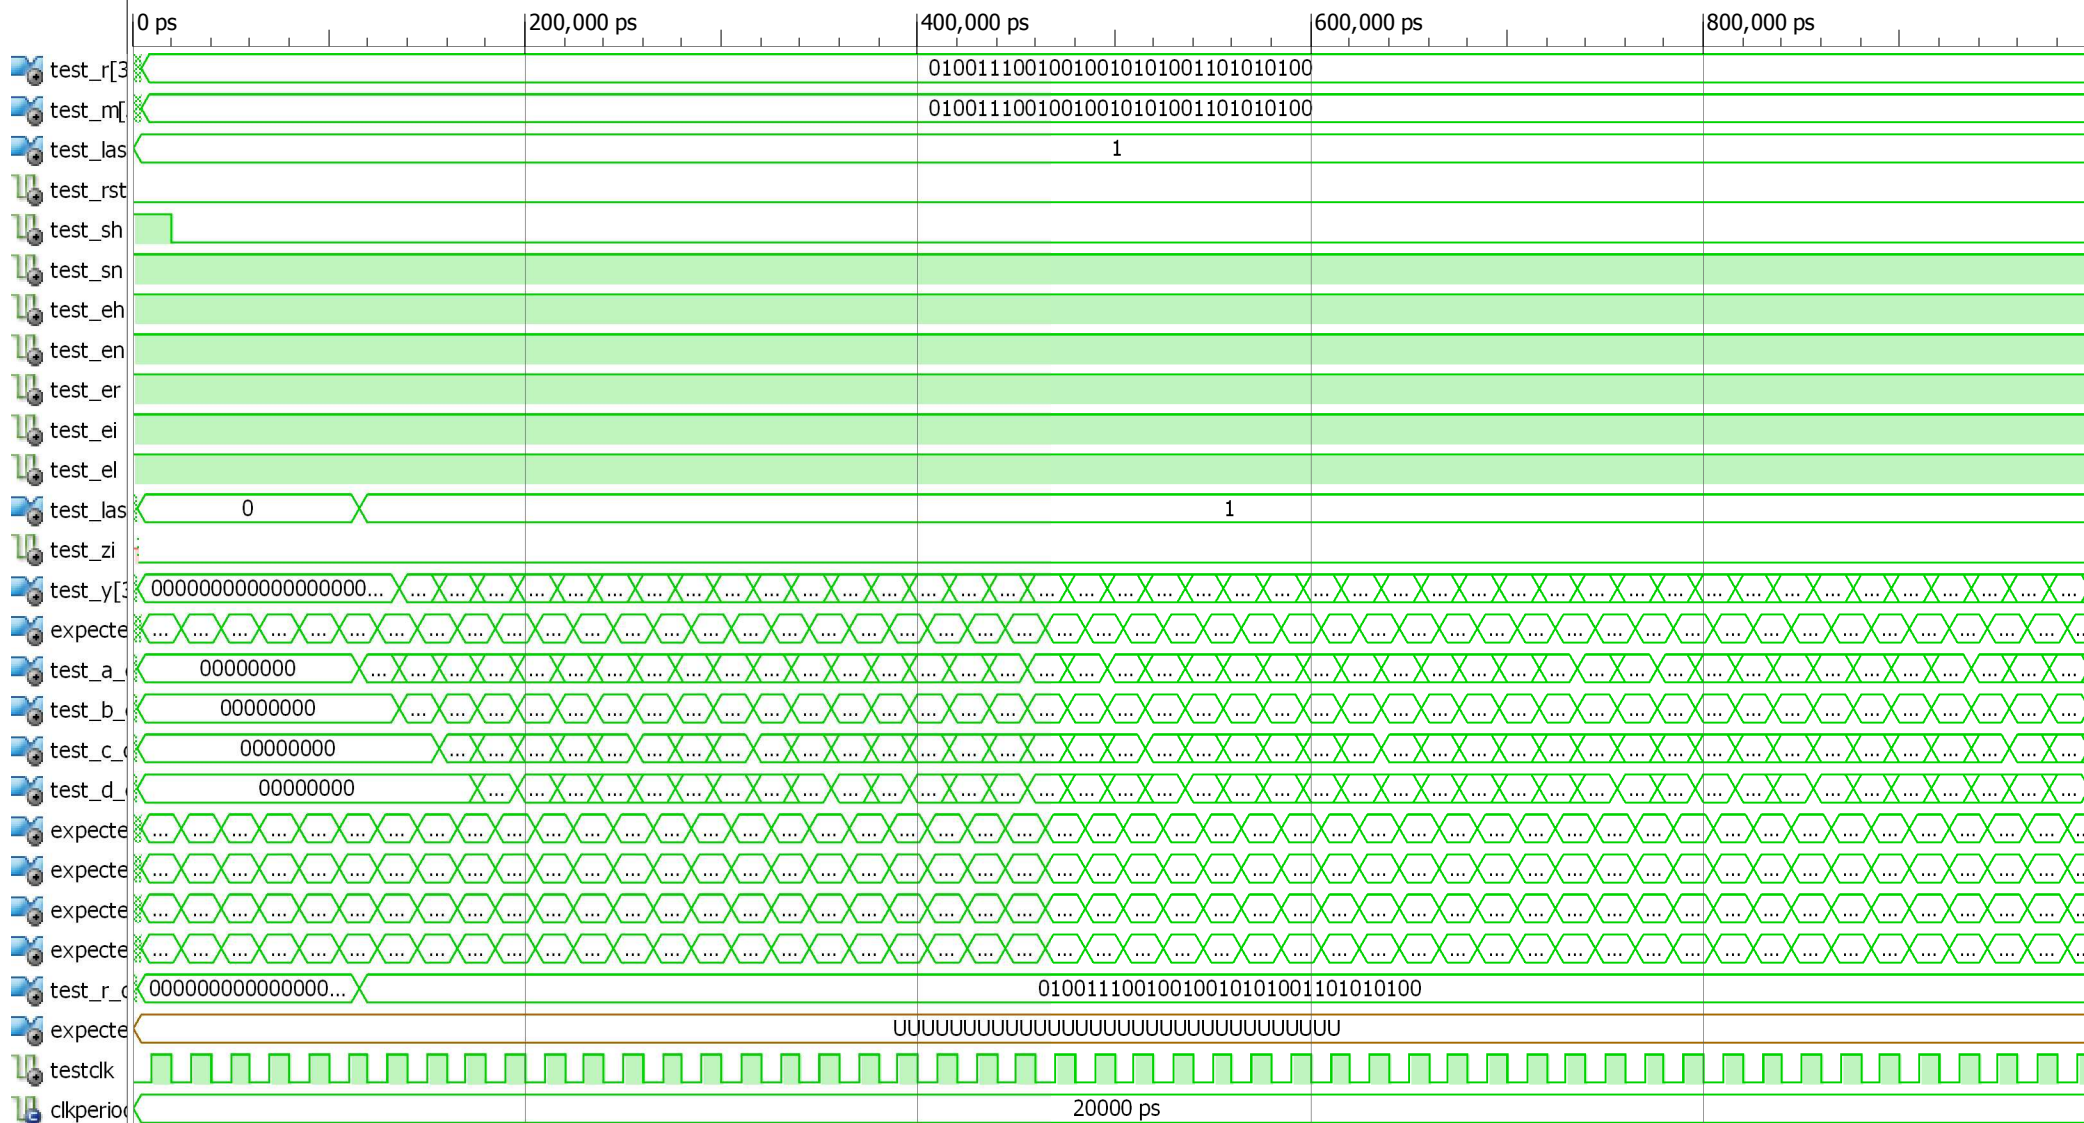 0 ps 200,000 ps 400,000 ps 600,000 ps 800,000 ps
test_r[3 01001110010010010101001101010100
test_m[ 01001110010010010101001101010100
test_las 1
test_rst
test_sh
test_sn
test_eh
test_en
test_er
test_ei
test_el
test_las 0 1
test_zi
test_y[3 000000000000000000...
expecte
test_a_ 00000000
test_b_ 00000000
test_c_ 00000000
test_d_ 00000000
expecte
expecte
expecte
expecte
test_r_ 000000000000000... 01001110010010010101001101010100
expecte UUUUUUUUUUUUUUUUUUUUUUUUUUUUUUUU
testclk
clkperio 20000 ps